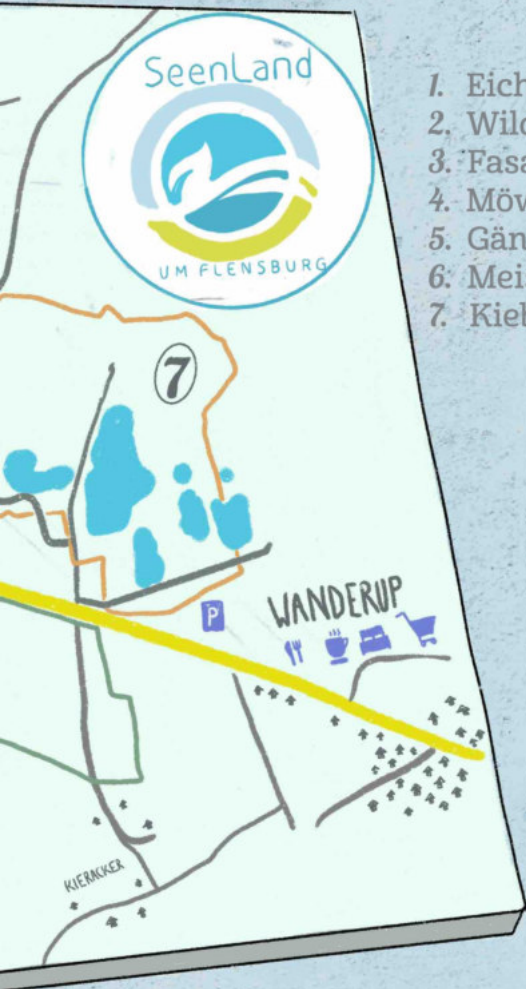 SeenLand
UM FLENSBURG
1. Eich
2. Wild
3. Fasa
4. Möv
5. Gän
6. Mei
7. Kieb
7
P
WANDERUP
KIERACKER